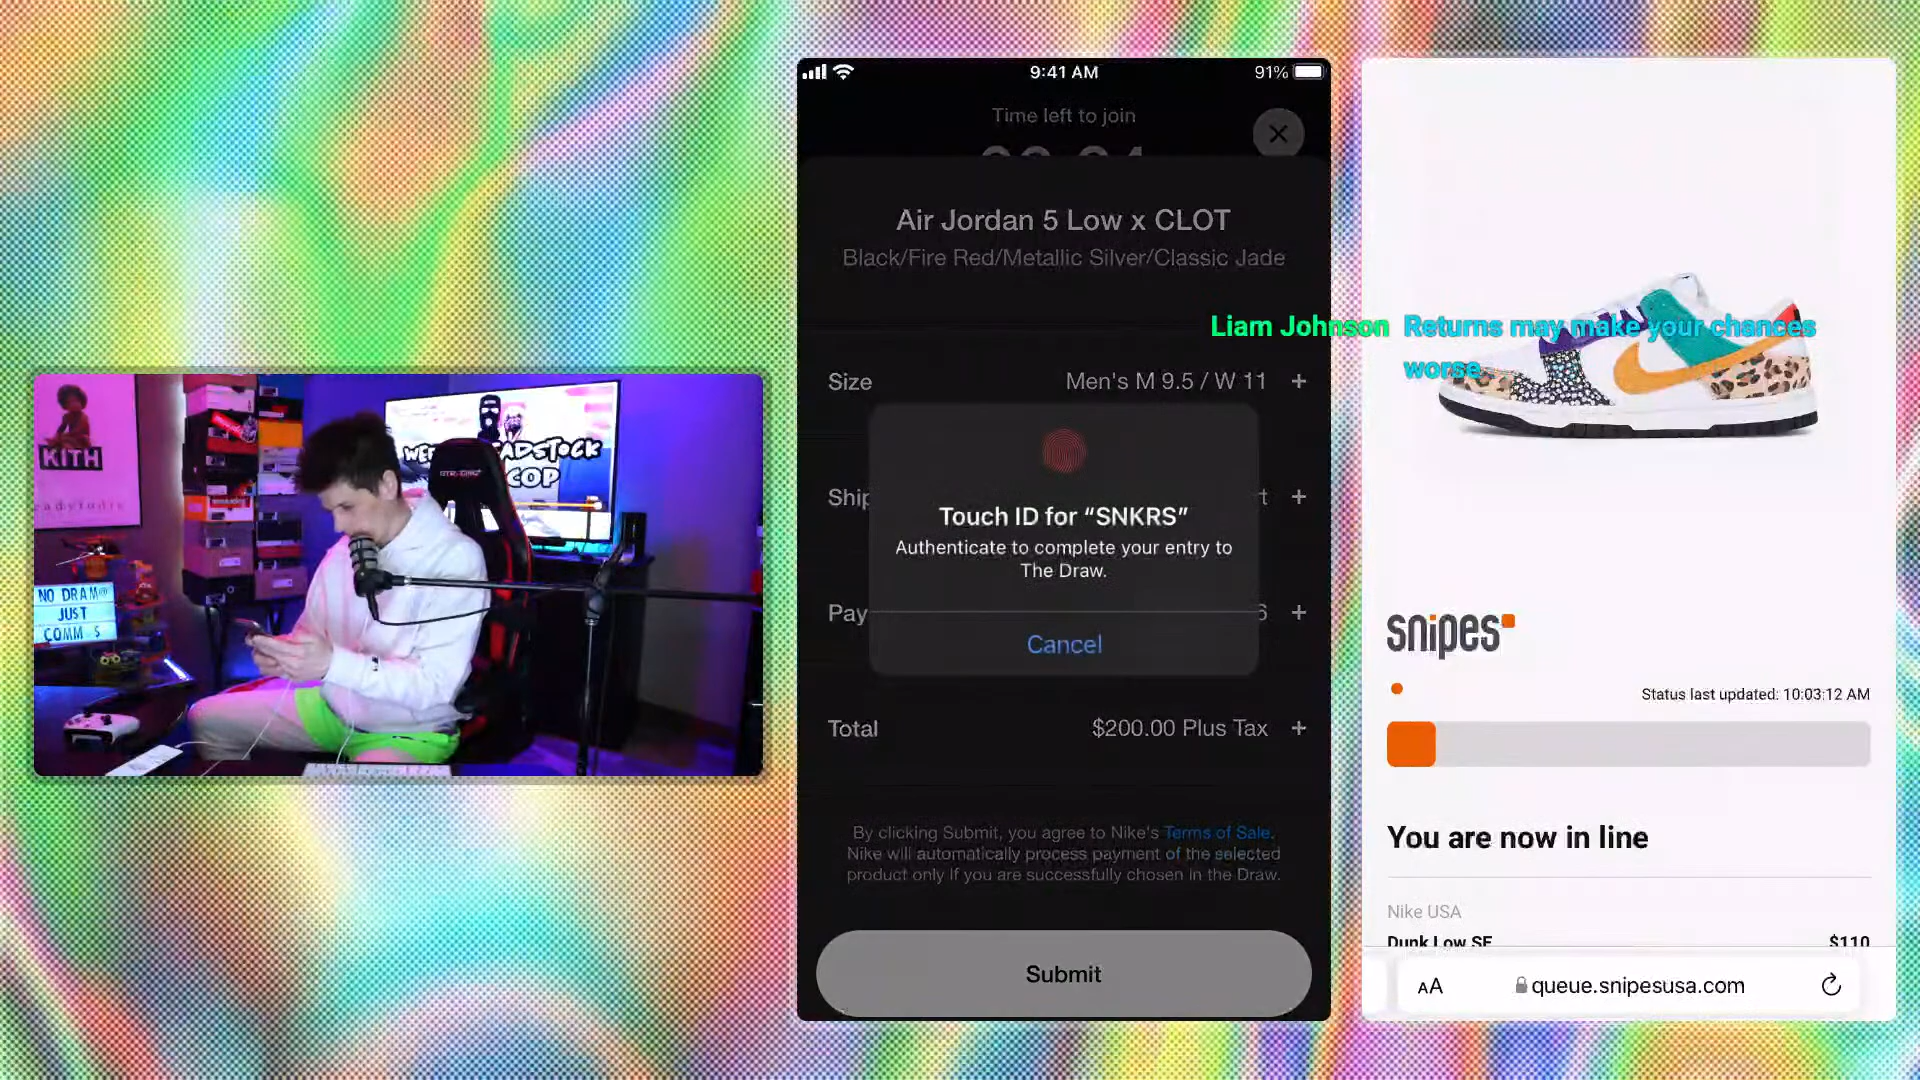 KITH
NO DRAM@
JUST
COMM S
COP
9:41 AM
91%
Time left to join
Air Jordan 5 Low x CLOT
Black/Fire Red/Metallic Silver/Classic Jade
Size
Men's M 9.5 / W 11 +
Ship
t +
Touch ID for “SNKRS”
Authenticate to complete your entry to
The Draw.
Pay
6 +
Cancel
Total
$200.00 Plus Tax +
By clicking Submit, you agree to Nike's Terms of Sale.
Nike will automatically process payment of the selected
product only if you are successfully chosen in the Draw.
Submit
Liam Johnson Returns may make your chances
worse
snipes
Status last updated: 10:03:12 AM
You are now in line
Nike USA
Dunk Low SE
$110
AA
queue.snipesusa.com